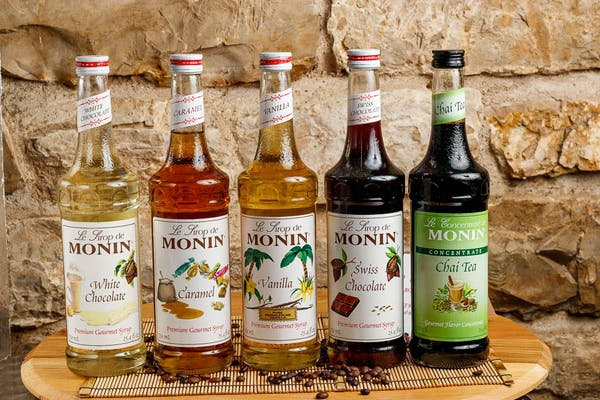 WHITE
CHOCOLATE
Le Sirop de
MONIN
White
Chocolate
Premium Gourmet Syrup
CARAMEL
Le Sirop de
MONIN
Caramel
Premium Gourmet Syrup
VANILLA
Le Sirop de
MONIN
Vanilla
Premium Gourmet Syrup
SWISS
CHOCOLATE
Le Sirop de
MONIN
Swiss
Chocolate
Premium Gourmet Syrup
Chai Tea
Le Concentré de
MONIN
CONCENTRATE
Chai Tea
Gourmet Flavor Concentrate